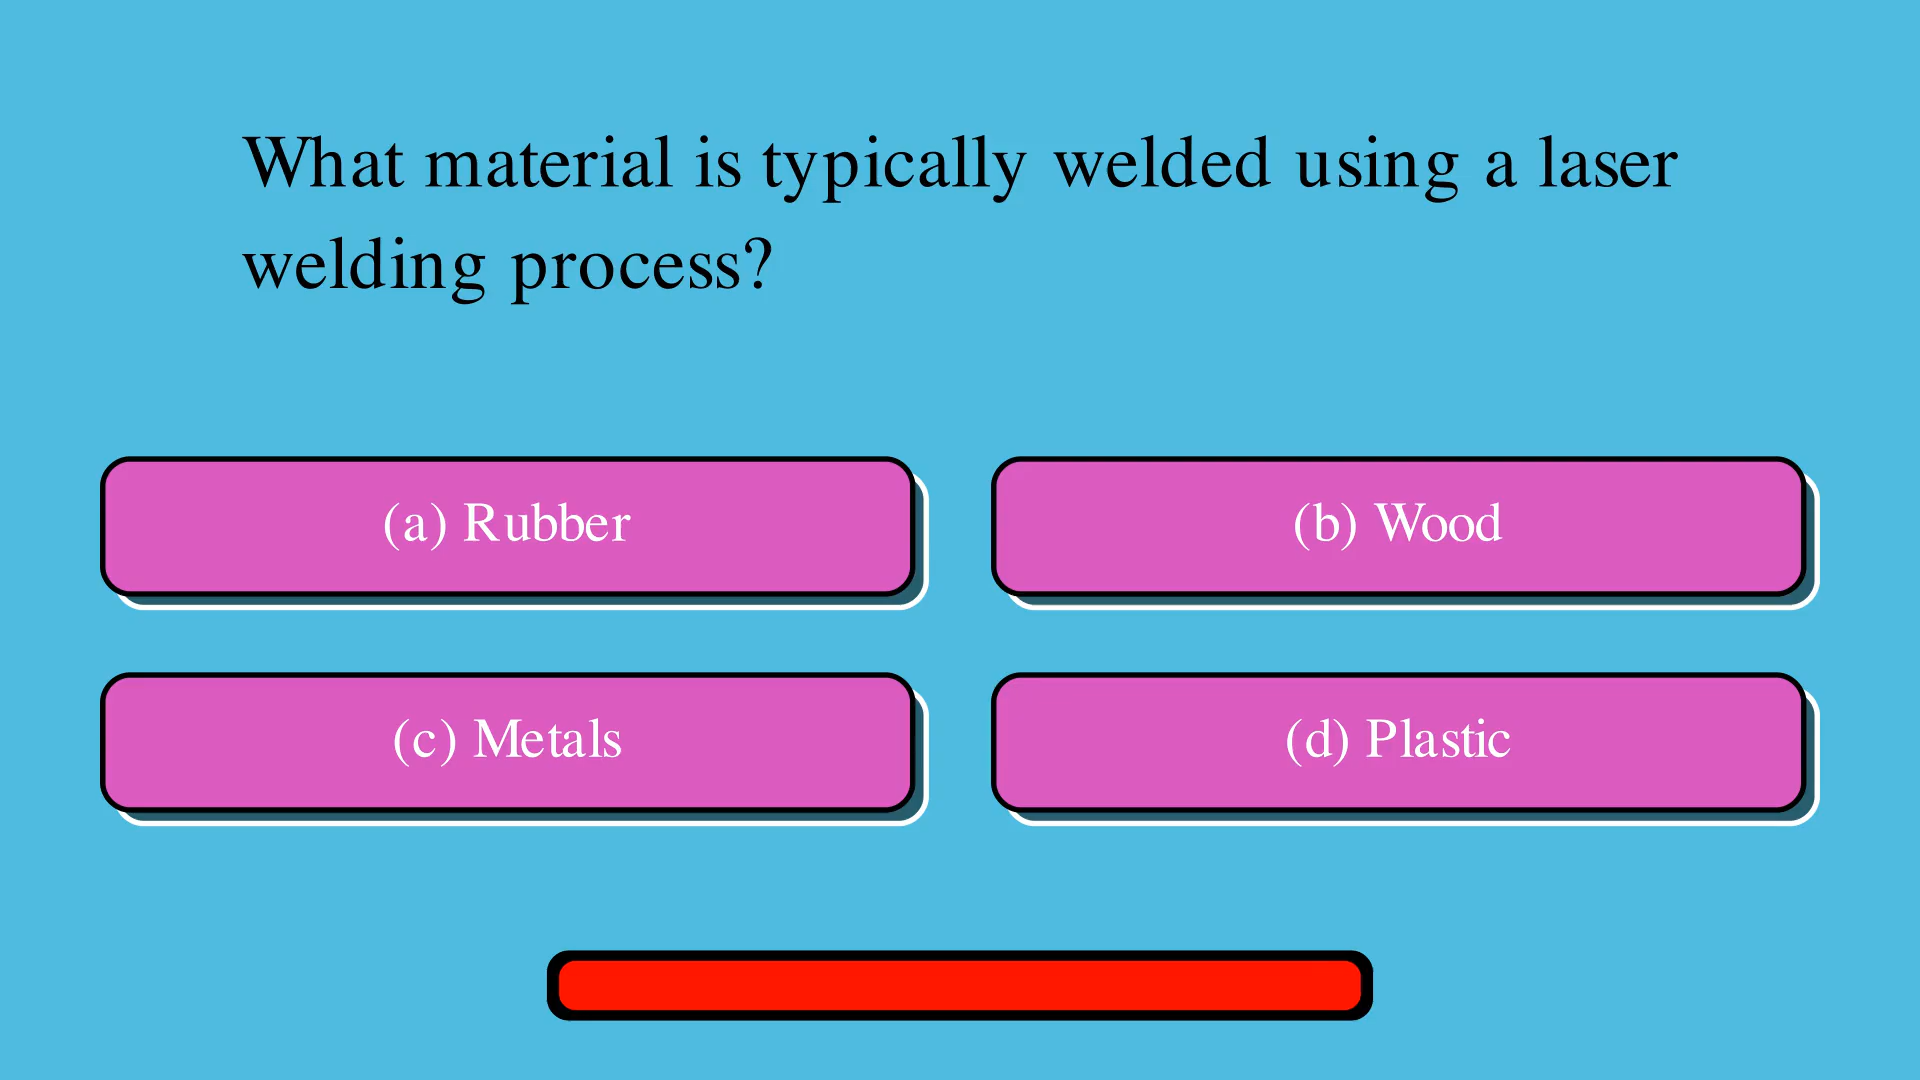 What material is typically welded using a laser
welding process?
(a) Rubber
(b) Wood
(c) Metals
(d) Plastic